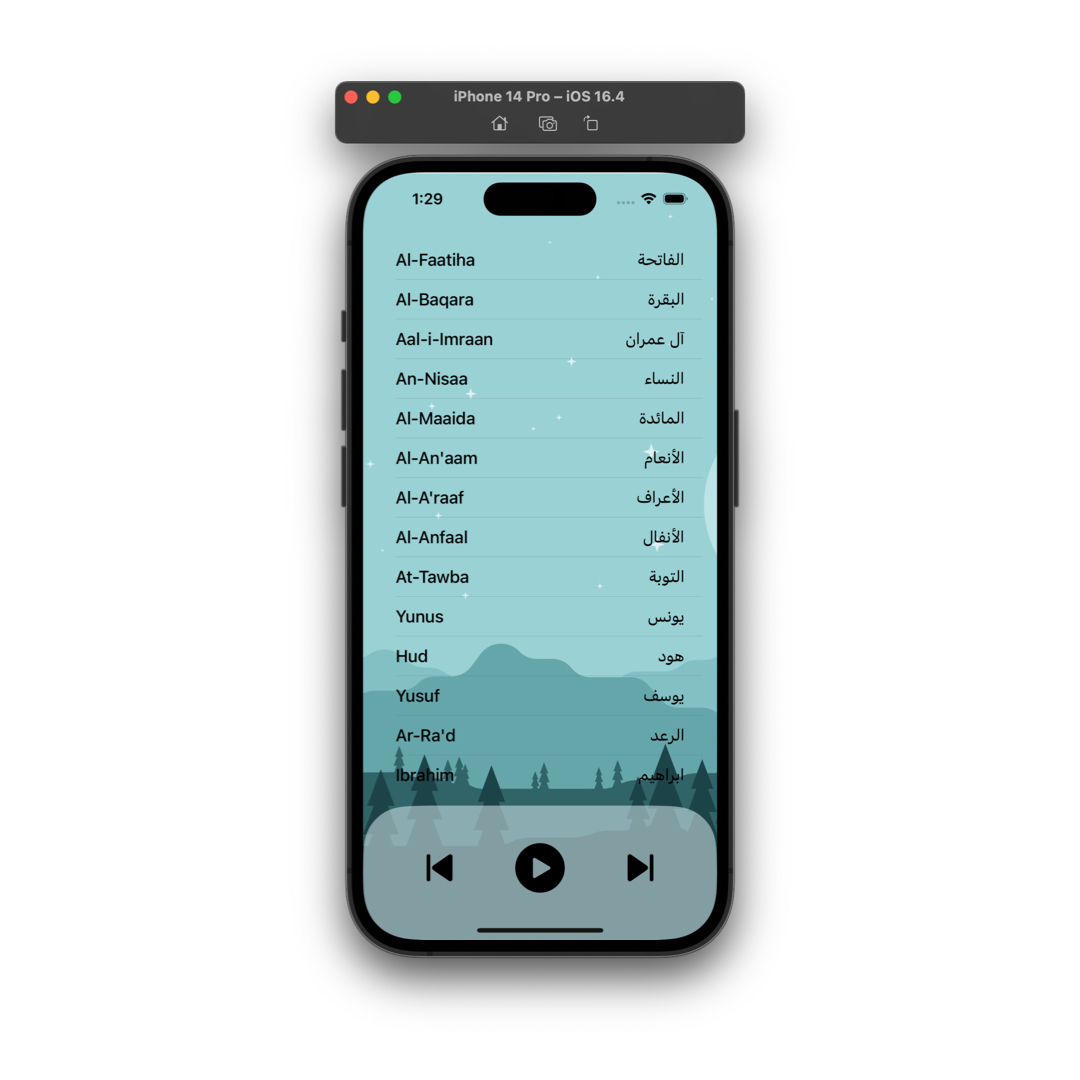 iPhone 14 Pro – iOS 16.4
1:29
Al-Faatiha الفاتحة
Al-Baqara البقرة
Aal-i-Imraan آل عمران
An-Nisaa النساء
Al-Maaida المائدة
Al-An'aam الأنعام
Al-A'raaf الأعراف
Al-Anfaal الأنفال
At-Tawba التوبة
Yunus يونس
Hud هود
Yusuf يوسف
Ar-Ra'd الرعد
Ibrahim ابراهيم